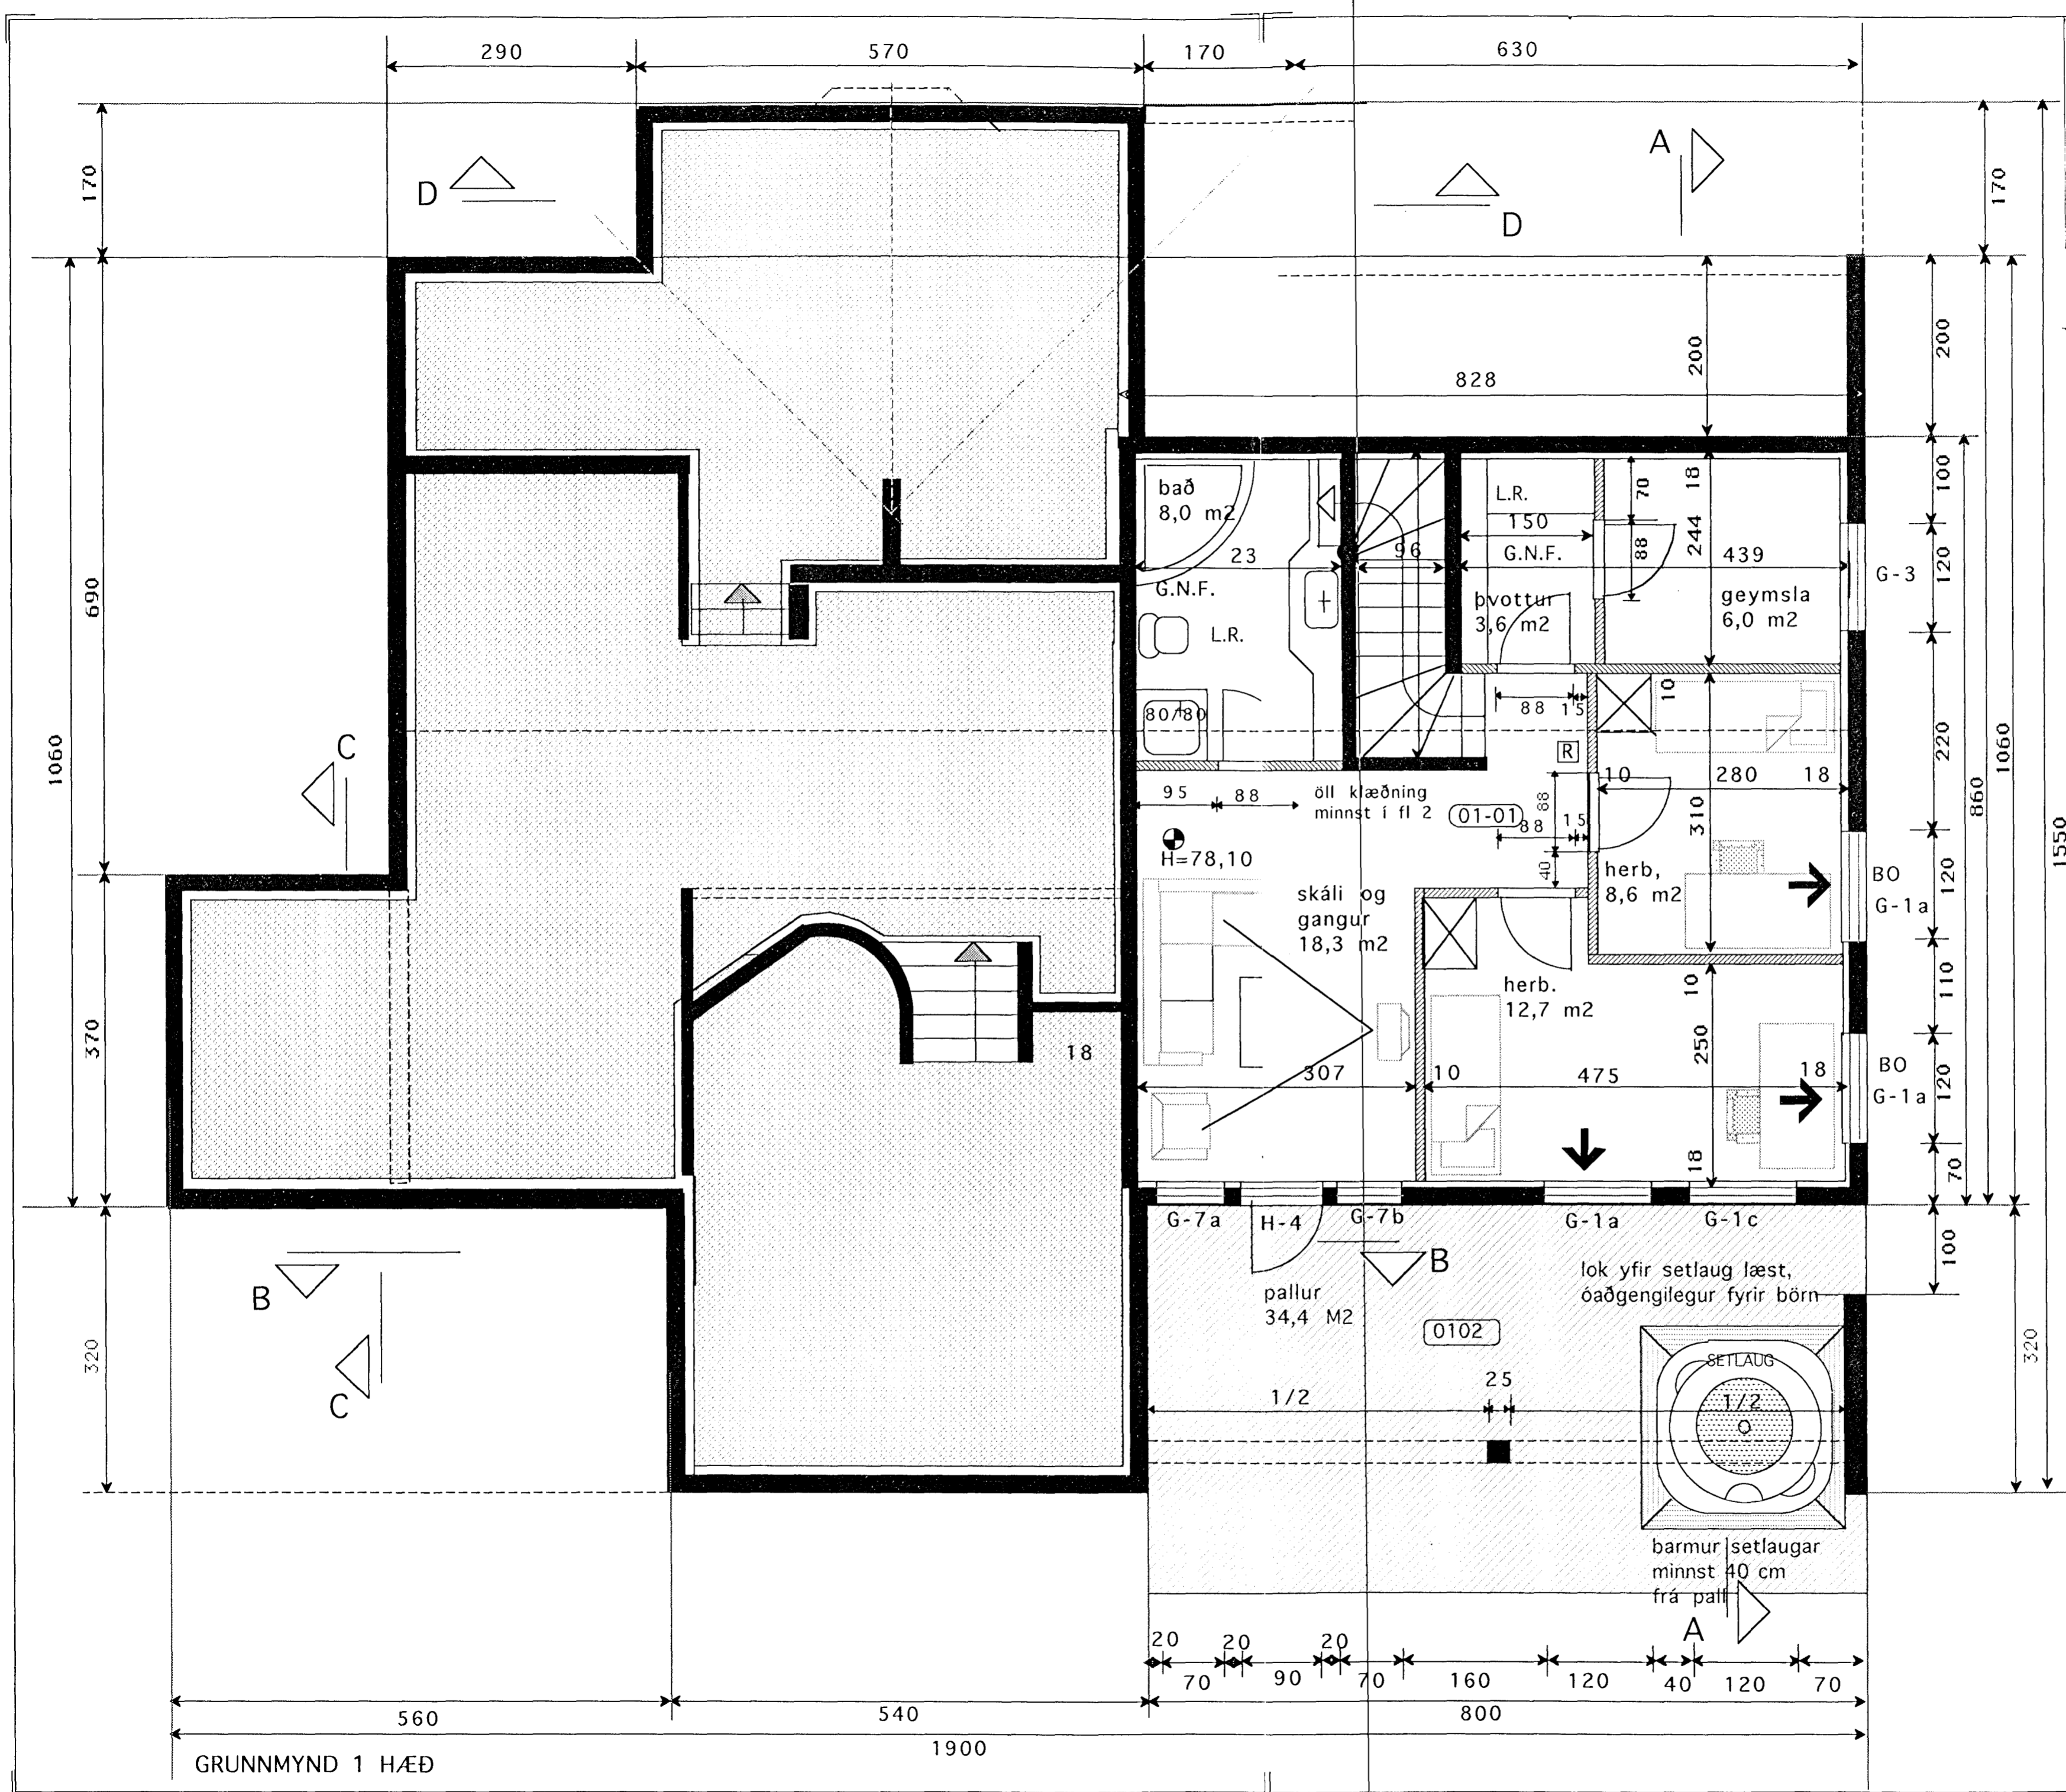 290 570 170 630
170
D
D
A
170
1060
690
200
200
828
100
bað
8,0 m2
23
G.N.F.
L.R.
96
L.R.
150
G.N.F.
70
18
88
244
439
120
G-3
þvottur
3,6 m2
geymsla
6,0 m2
80/80
88 15
10
R
220
1060
860
1550
C
95 88
öll klæðning
minnst í fl 2
01-01
88
88 15
10 280 18
310
H=78,10
40
herb,
8,6 m2
BO
G-1a
120
skáli og
gangur
18,3 m2
herb.
12,7 m2
10
110
370
18
250
307 10 475 18
BO
G-1a
120
18
70
G-7a H-4 G-7b G-1a G-1c
B
B
100
pallur
34,4 M2
lok yfir setlaug læst,
óaðgengilegur fyrir börn
0102
320
320
C
SETLAUG
25
1/2
1/2
barmur setlaugar
minnst 40 cm
frá pall
A
20 20 20
70 90 70 160 120 40 120 70
560 540 800
1900
GRUNNMYND 1 HÆÐ